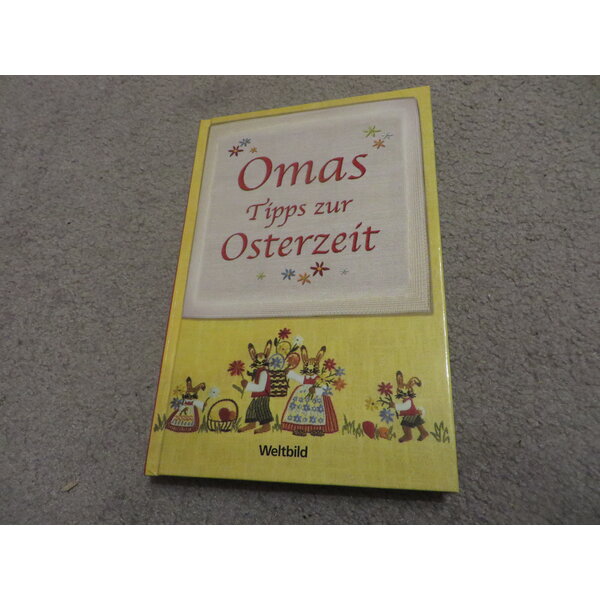 Omas
Tipps zur
Osterzeit
Weltbild